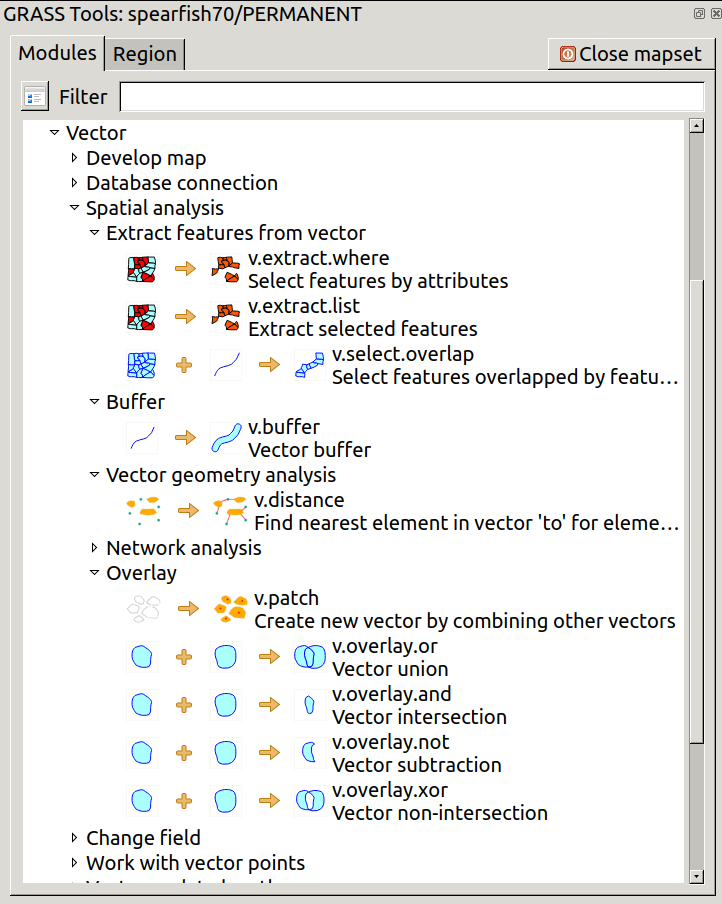 GRASS Tools: spearfish70/PERMANENT
Modules
Region
Close mapset
Filter
Vector
Develop map
Database connection
Spatial analysis
Extract features from vector
v.extract.where
Select features by attributes
v.extract.list
Extract selected features
v.select.overlap
Select features overlapped by featu...
Buffer
v.buffer
Vector buffer
Vector geometry analysis
v.distance
Find nearest element in vector 'to' for eleme...
Network analysis
Overlay
v.patch
Create new vector by combining other vectors
v.overlay.or
Vector union
v.overlay.and
Vector intersection
v.overlay.not
Vector subtraction
v.overlay.xor
Vector non-intersection
Change field
Work with vector points